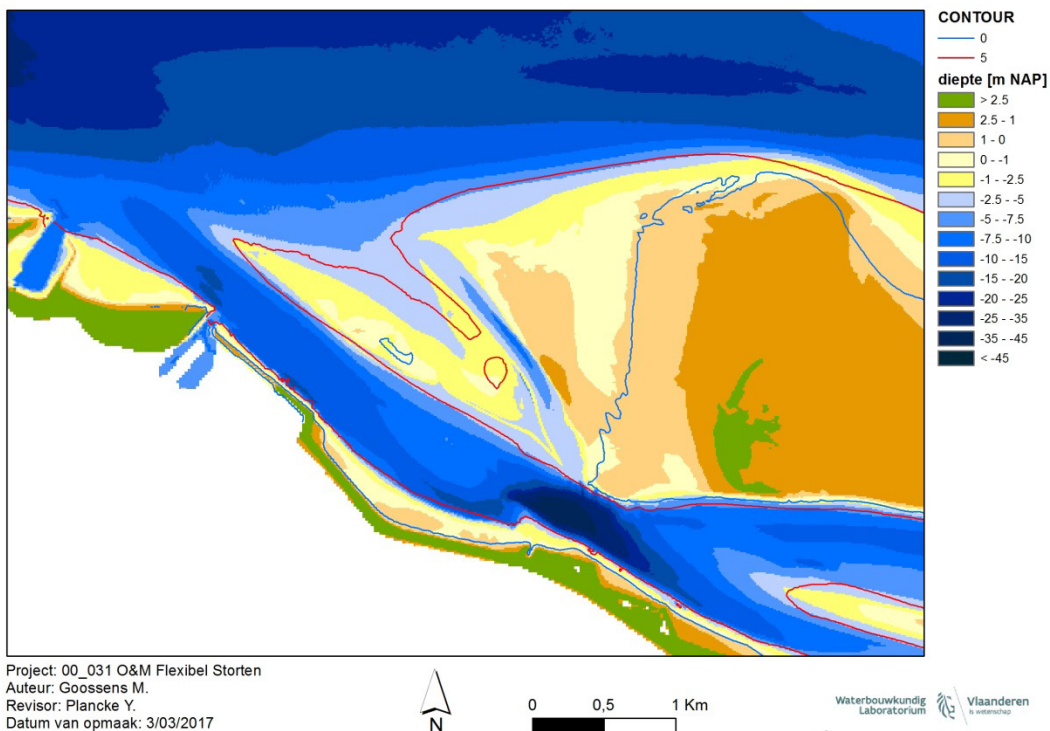 CONTOUR
0
5
diepte [m NAP]
> 2.5
2.5 - 1
1 - 0
0 - -1
-1 - -2.5
-2.5 - -5
-5 - -7.5
-7.5 - -10
-10 - -15
-15 - -20
-20 - -25
-25 - -35
-35 - -45
< -45
Project: 00_031 O&M Flexibel Storten
Auteur: Goossens M.
Revisor: Plancke Y.
Datum van opmaak: 3/03/2017
N
0 0,5 1 Km
Waterbouwkundig
Laboratorium
Vlaanderen
is wetenschap